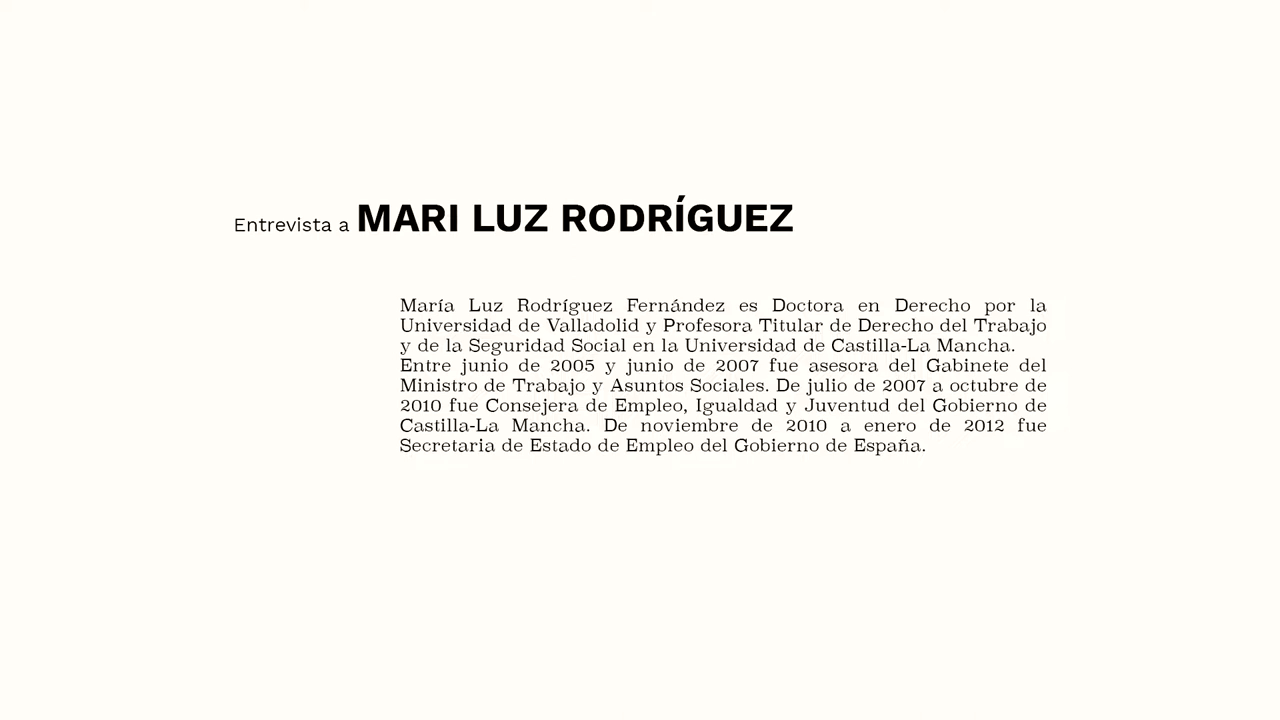 Entrevista a MARI LUZ RODRÍGUEZ
María Luz Rodríguez Fernández es Doctora en Derecho por la
Universidad de Valladolid y Profesora Titular de Derecho del Trabajo
y de la Seguridad Social en la Universidad de Castilla-La Mancha.
Entre junio de 2005 y junio de 2007 fue asesora del Gabinete del
Ministro de Trabajo y Asuntos Sociales. De julio de 2007 a octubre de
2010 fue Consejera de Empleo, Igualdad y Juventud del Gobierno de
Castilla-La Mancha. De noviembre de 2010 a enero de 2012 fue
Secretaria de Estado de Empleo del Gobierno de España.